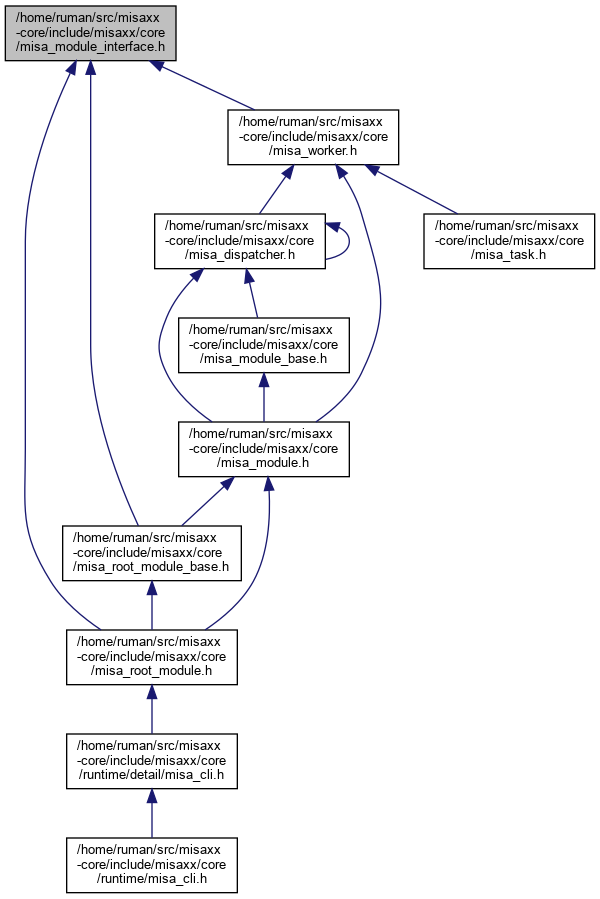 /home/ruman/src/misaxx
-core/include/misaxx/core
/misa_module_interface.h
/home/ruman/src/misaxx
-core/include/misaxx/core
/misa_worker.h
/home/ruman/src/misaxx
-core/include/misaxx/core
/misa_dispatcher.h
/home/ruman/src/misaxx
-core/include/misaxx/core
/misa_task.h
/home/ruman/src/misaxx
-core/include/misaxx/core
/misa_module_base.h
/home/ruman/src/misaxx
-core/include/misaxx/core
/misa_module.h
/home/ruman/src/misaxx
-core/include/misaxx/core
/misa_root_module_base.h
/home/ruman/src/misaxx
-core/include/misaxx/core
/misa_root_module.h
/home/ruman/src/misaxx
-core/include/misaxx/core
/runtime/detail/misa_cli.h
/home/ruman/src/misaxx
-core/include/misaxx/core
/runtime/misa_cli.h